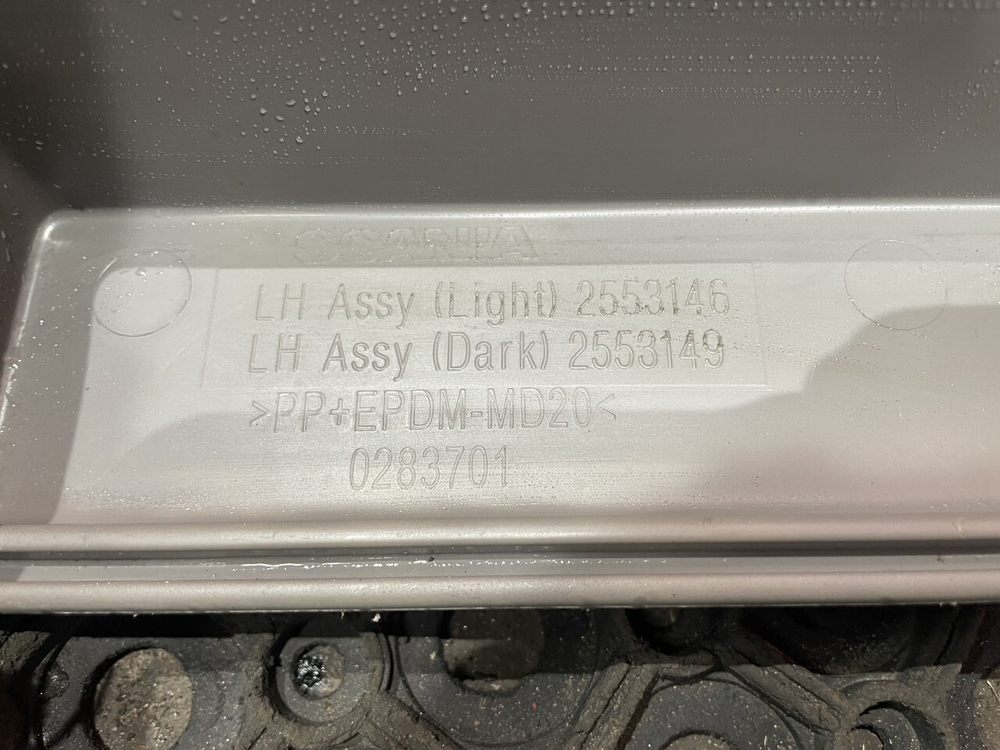 SCANIA
LH Assy (Light) 2553146
LH Assy (Dark) 2553149
>PP+EPDM-MD20<
0283701